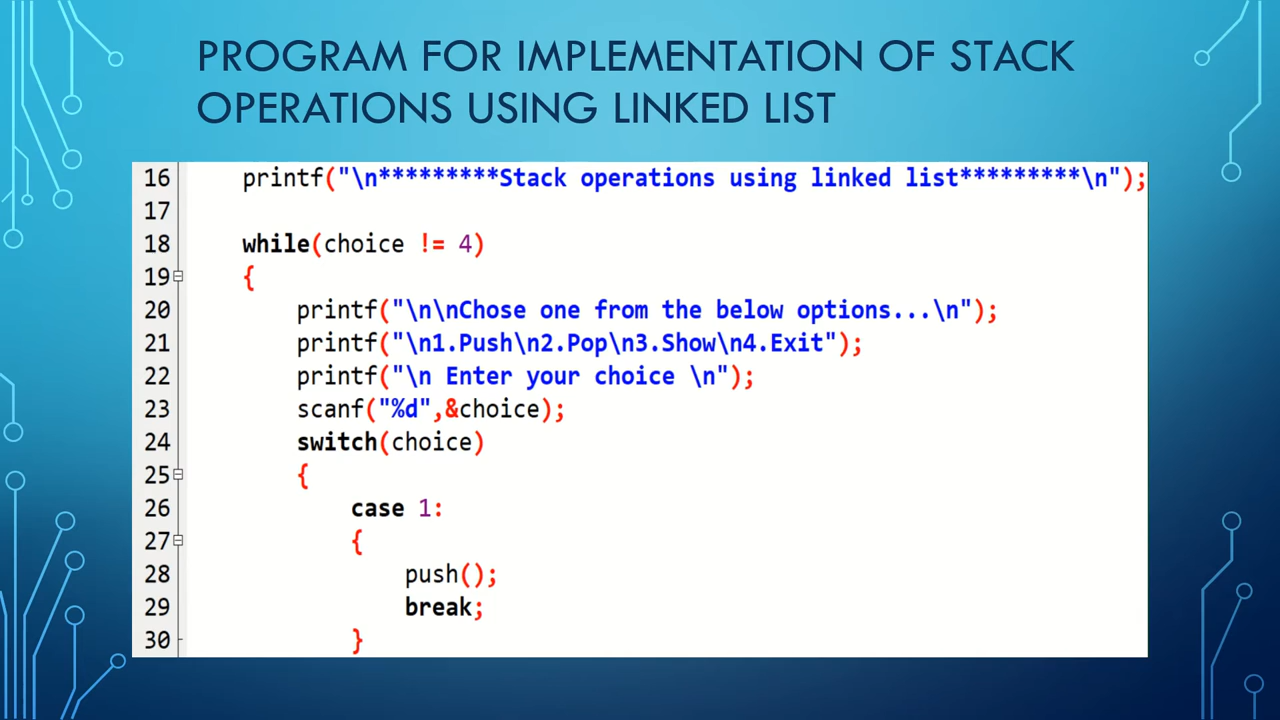 PROGRAM FOR IMPLEMENTATION OF STACK
OPERATIONS USING LINKED LIST
16 printf("\n*********Stack operations using linked list*********\n");
17
18 while(choice != 4)
19 {
20 printf("\n\nChose one from the below options...\n");
21 printf("\n1.Push\n2.Pop\n3.Show\n4.Exit");
22 printf("\n Enter your choice \n");
23 scanf("%d",&choice);
24 switch(choice)
25 {
26 case 1:
27 {
28 push();
29 break;
30 }